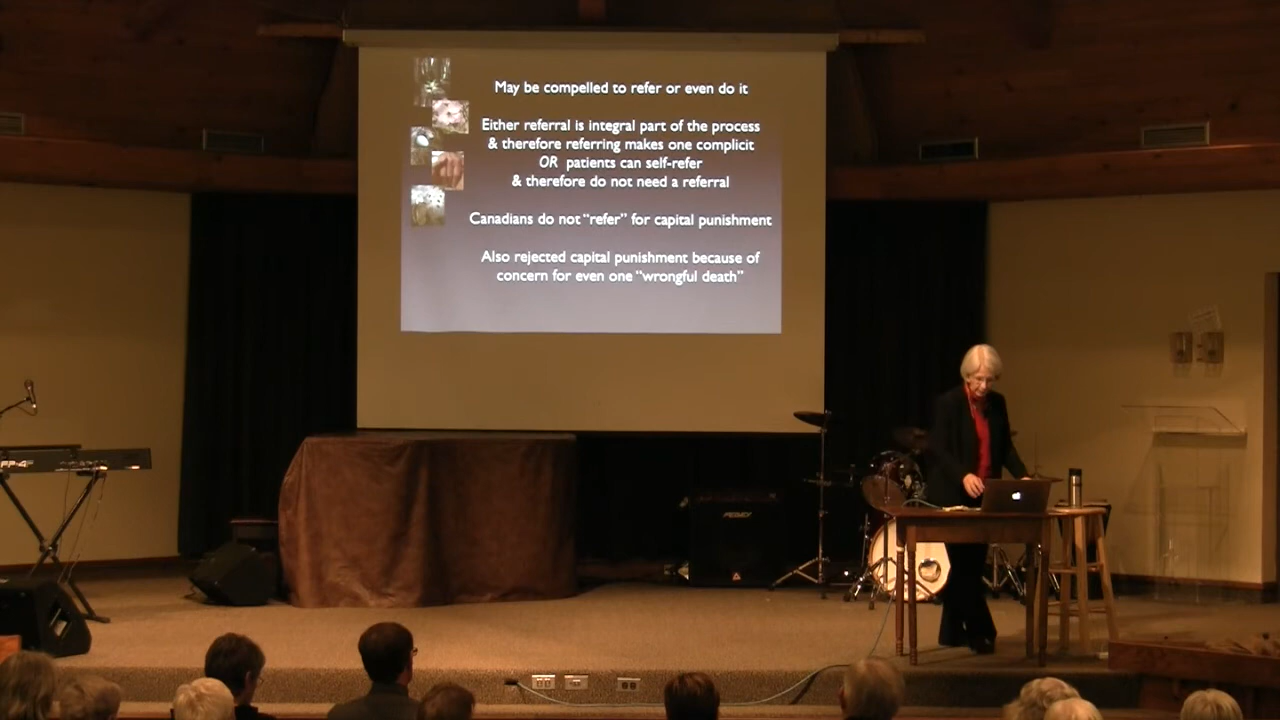 May be compelled to refer or even do it
Either referral is integral part of the process
& therefore referring makes one complicit
OR patients can self-refer
& therefore do not need a referral
Canadians do not “refer” for capital punishment
Also rejected capital punishment because of
concern for even one “wrongful death”
PEAVEY